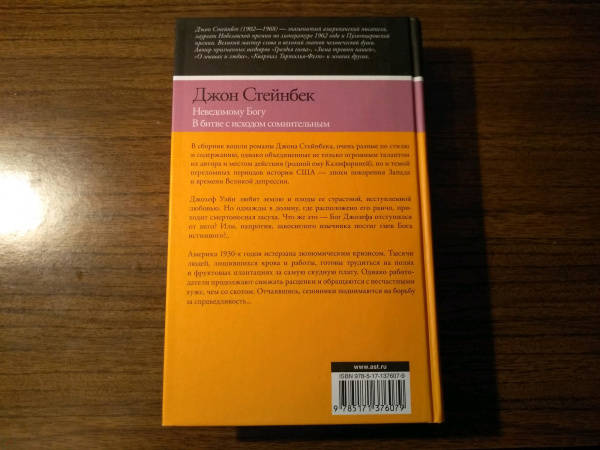 Джон Стейнбек (1902—1968) — знаменитый американский писатель,
лауреат Нобелевской премии по литературе 1962 года и Пулитцеровской
премии. Великий мастер слова и великий знаток человеческой души.
Автор признанных шедевров «Гроздья гнева», «Зима тревоги нашей»,
«О мышах и людях», «Квартал Тортилья-Флэт» и многих других.
Джон Стейнбек
Неведомому Богу
В битве с исходом сомнительным
В сборник вошли романы Джона Стейнбека, очень разные по стилю
и содержанию, однако объединенные не только огромным талантом
их автора и местом действия (родной ему Калифорнией), но и темой
переломных периодов истории США — эпохи покорения Запада
и времени Великой депрессии.
Джозеф Уэйн любит землю и плоды ее страстной, исступленной
любовью. Но однажды в долину, где расположено его ранчо, при-
ходит смертоносная засуха. Что же это — Бог Джозефа отступился
от него? Или, напротив, закоснелого язычника постиг гнев Бога
истинного?..
Америка 1930-х годов истерзана экономическим кризисом. Тысячи
людей, лишившихся крова и работы, готовы трудиться на полях
и фруктовых плантациях за самую скудную плату. Однако работо-
датели продолжают снижать расценки и обращаются с несчастными
хуже, чем со скотом. Отчаявшись, сезонники поднимаются на борьбу
за справедливость...
www.ast.ru
ISBN 978-5-17-137607-9
9 785171 376079